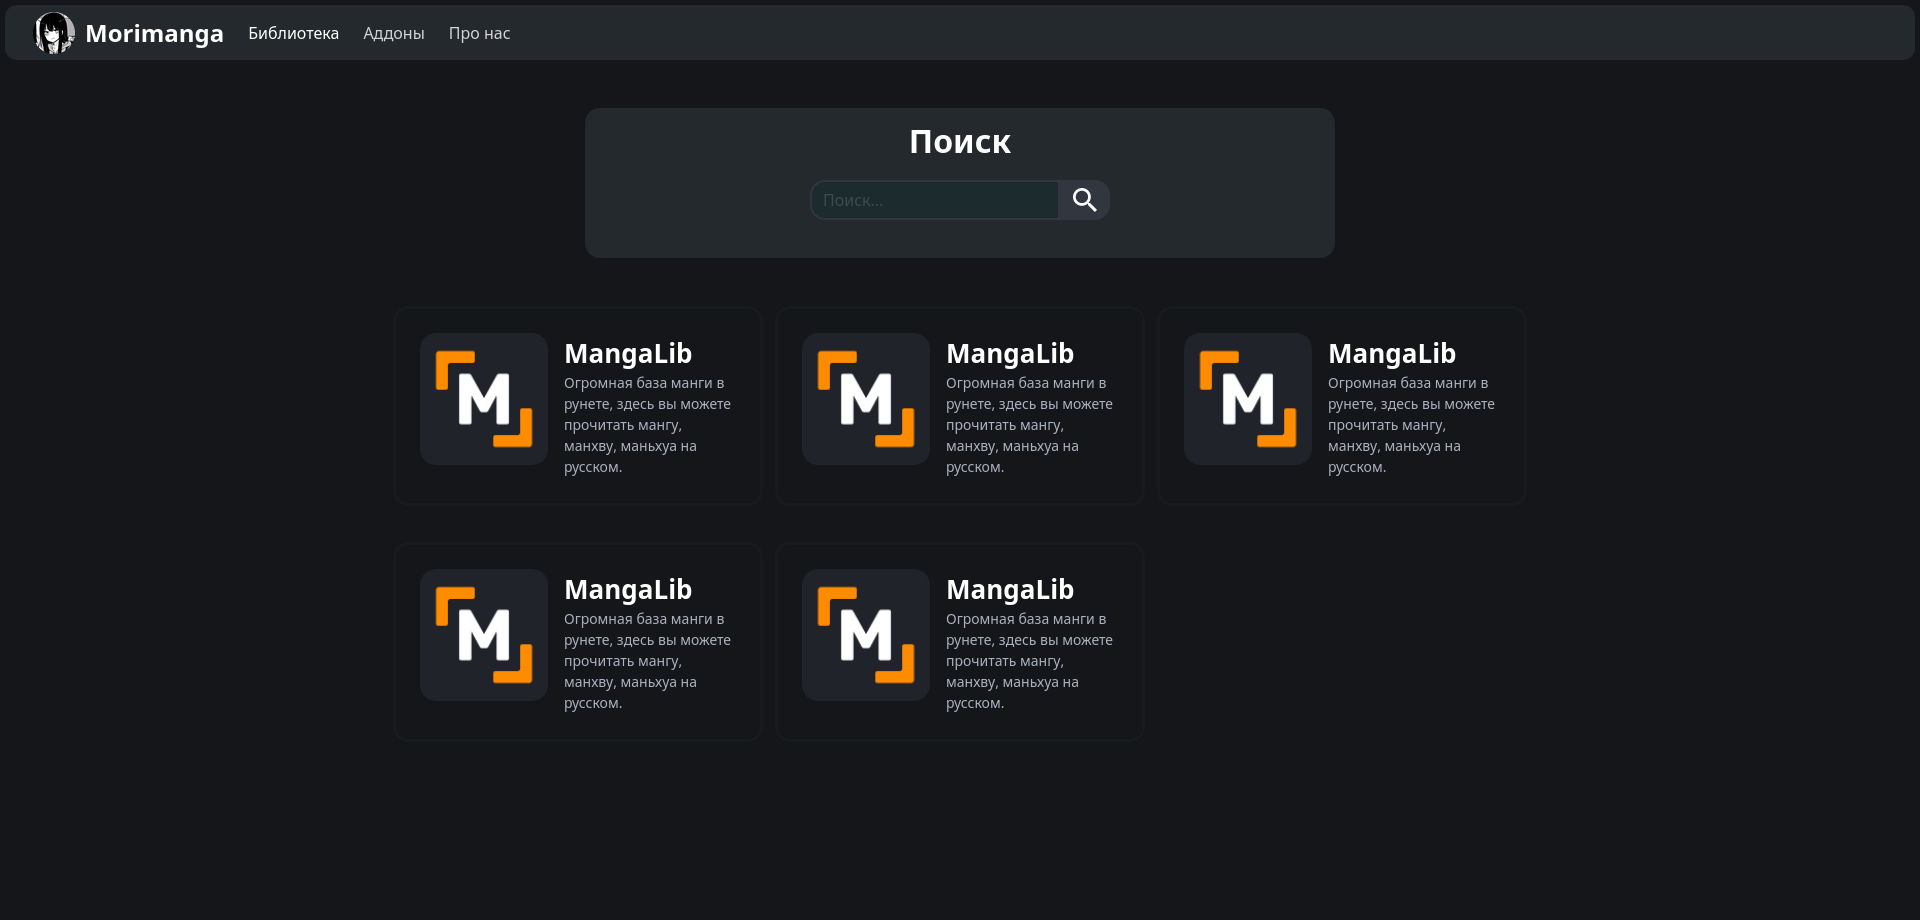 Morimanga Библиотека Аддоны Про нас
Поиск
Поиск...
M
MangaLib
Огромная база манги в
рунете, здесь вы можете
прочитать мангу,
манхву, маньхуа на
русском.
M
MangaLib
Огромная база манги в
рунете, здесь вы можете
прочитать мангу,
манхву, маньхуа на
русском.
M
MangaLib
Огромная база манги в
рунете, здесь вы можете
прочитать мангу,
манхву, маньхуа на
русском.
M
MangaLib
Огромная база манги в
рунете, здесь вы можете
прочитать мангу,
манхву, маньхуа на
русском.
M
MangaLib
Огромная база манги в
рунете, здесь вы можете
прочитать мангу,
манхву, маньхуа на
русском.